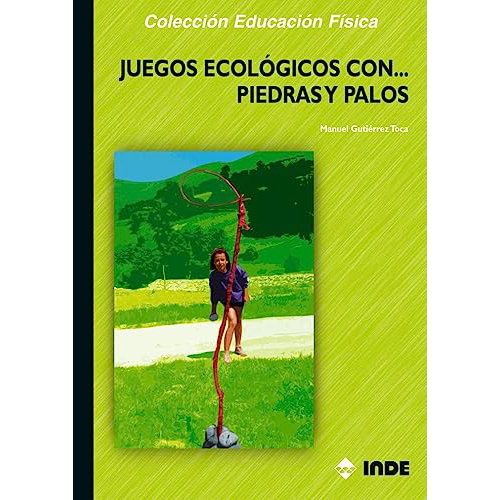 Colección Educación Física
JUEGOS ECOLÓGICOS CON...
PIEDRAS Y PALOS
Manuel Gutiérrez Toca
INDE